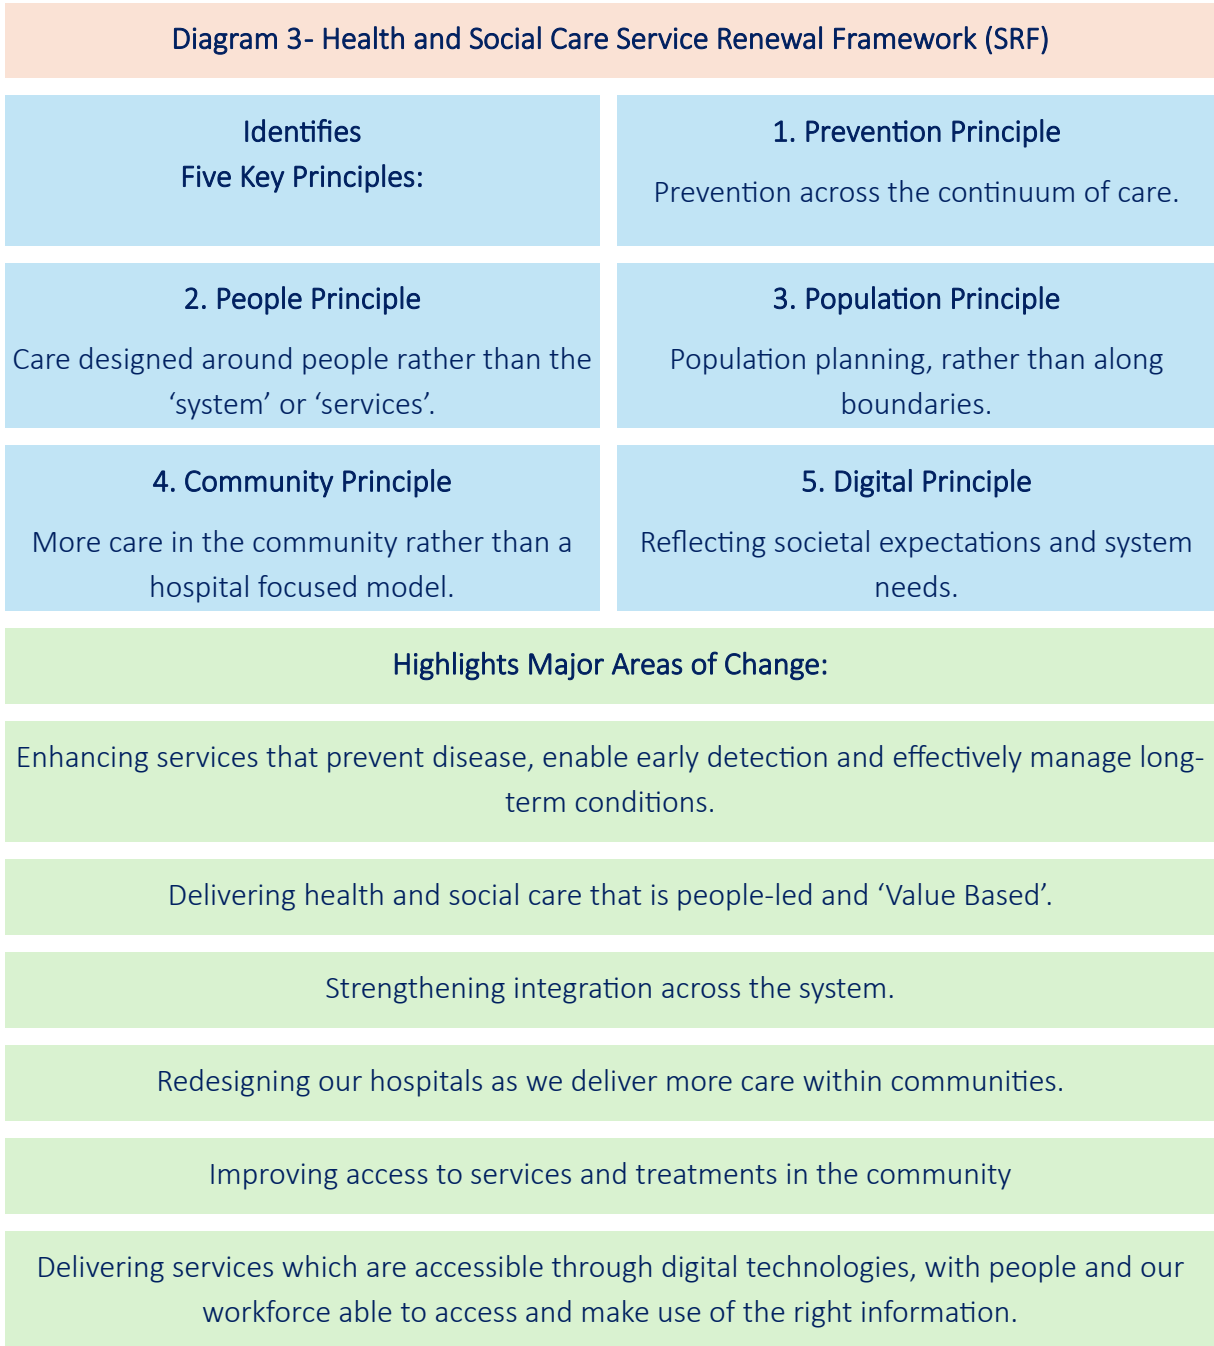 Diagram 3- Health and Social Care Service Renewal Framework (SRF)
Identifies
Five Key Principles:
1. Prevention Principle
Prevention across the continuum of care.
2. People Principle
Care designed around people rather than the
‘system’ or ‘services’.
3. Population Principle
Population planning, rather than along
boundaries.
4. Community Principle
More care in the community rather than a
hospital focused model.
5. Digital Principle
Reflecting societal expectations and system
needs.
Highlights Major Areas of Change:
Enhancing services that prevent disease, enable early detection and effectively manage long-
term conditions.
Delivering health and social care that is people-led and ‘Value Based’.
Strengthening integration across the system.
Redesigning our hospitals as we deliver more care within communities.
Improving access to services and treatments in the community
Delivering services which are accessible through digital technologies, with people and our
workforce able to access and make use of the right information.